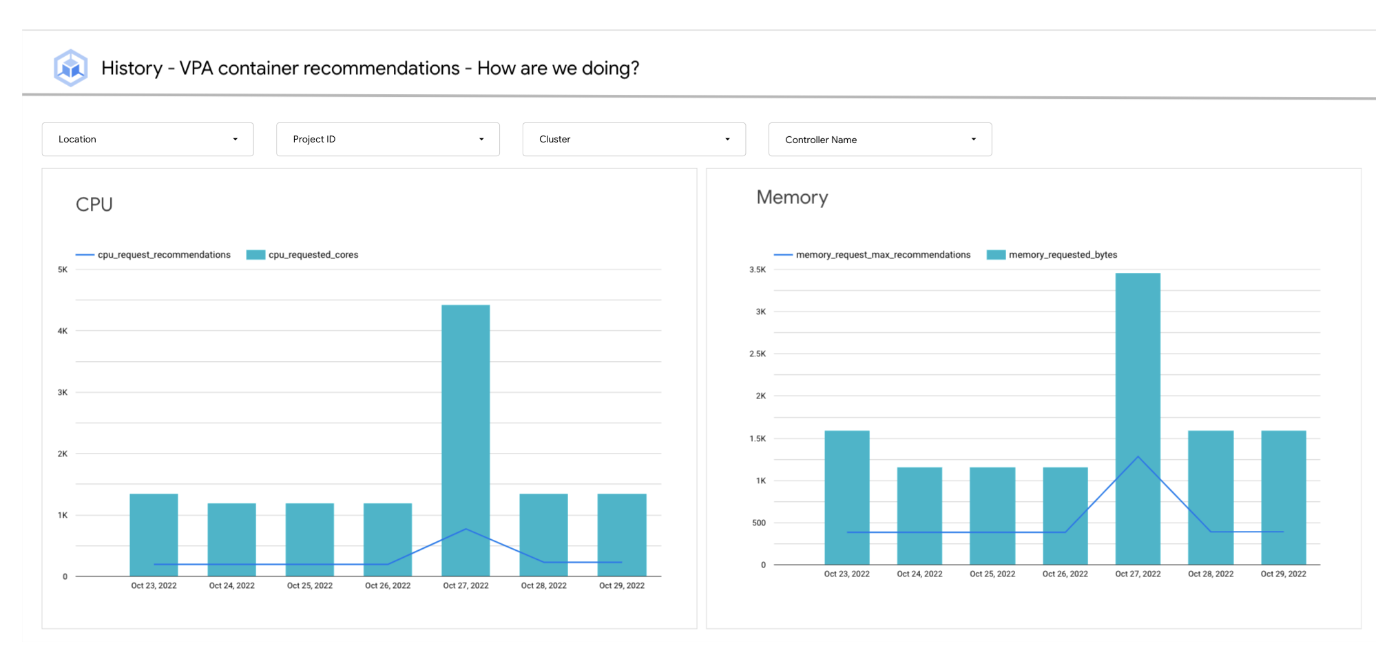 History - VPA container recommendations - How are we doing?
Location
Project ID
Cluster
Controller Name
CPU
cpu_request_recommendations
cpu_requested_cores
5K
4K
3K
2K
1K
0
Oct 23, 2022
Oct 24, 2022
Oct 25, 2022
Oct 26, 2022
Oct 27, 2022
Oct 28, 2022
Oct 29, 2022
Memory
memory_request_max_recommendations
memory_requested_bytes
3.5K
3K
2.5K
2K
1.5K
1K
500
0
Oct 23, 2022
Oct 24, 2022
Oct 25, 2022
Oct 26, 2022
Oct 27, 2022
Oct 28, 2022
Oct 29, 2022